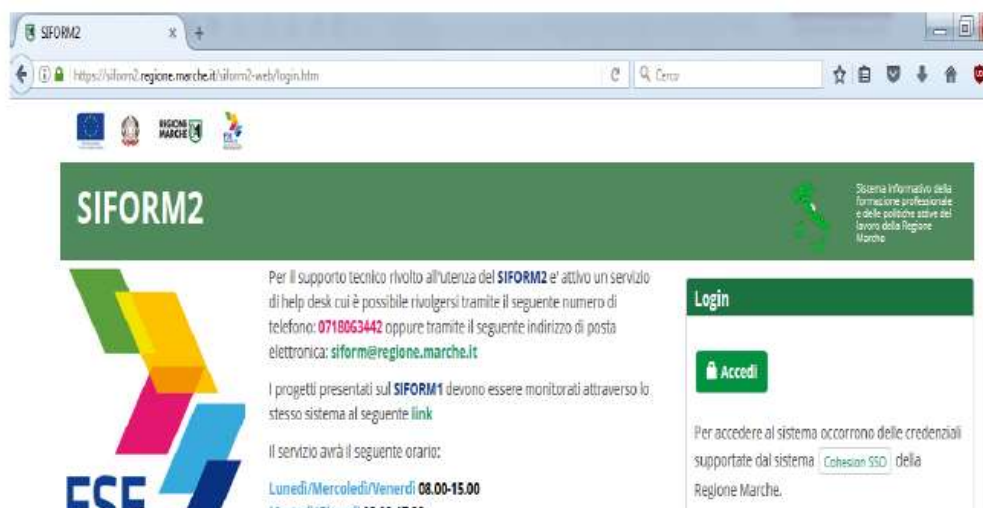 SIFORM2
https://siform2.regione.marche.it/siform2-web/login.htm
Cerca
REGIONE
MARCHE
SIFORM2
Sistema informativo della
formazione professionale
e delle politiche attive del
lavoro della Regione
Marche
Per il supporto tecnico rivolto all'utenza del SIFORM2 e' attivo un servizio
di help desk cui è possibile rivolgersi tramite il seguente numero di
telefono: 0718063442 oppure tramite il seguente indirizzo di posta
elettronica: siform@regione.marche.it
I progetti presentati sul SIFORM1 devono essere monitorati attraverso lo
stesso sistema al seguente link
Il servizio avrà il seguente orario:
Lunedì/Mercoledì/Venerdì 08.00-15.00
FSE
Login
Accedi
Per accedere al sistema occorrono delle credenziali
supportate dal sistema Cohesion SSO della
Regione Marche.